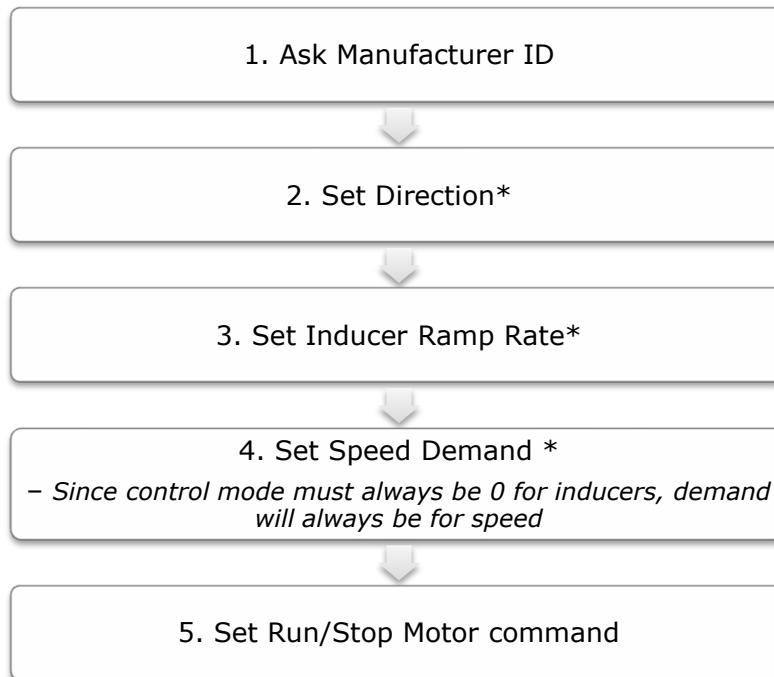 1. Ask Manufacturer ID
2. Set Direction*
3. Set Inducer Ramp Rate*
4. Set Speed Demand *
– Since control mode must always be 0 for inducers, demand
will always be for speed
5. Set Run/Stop Motor command